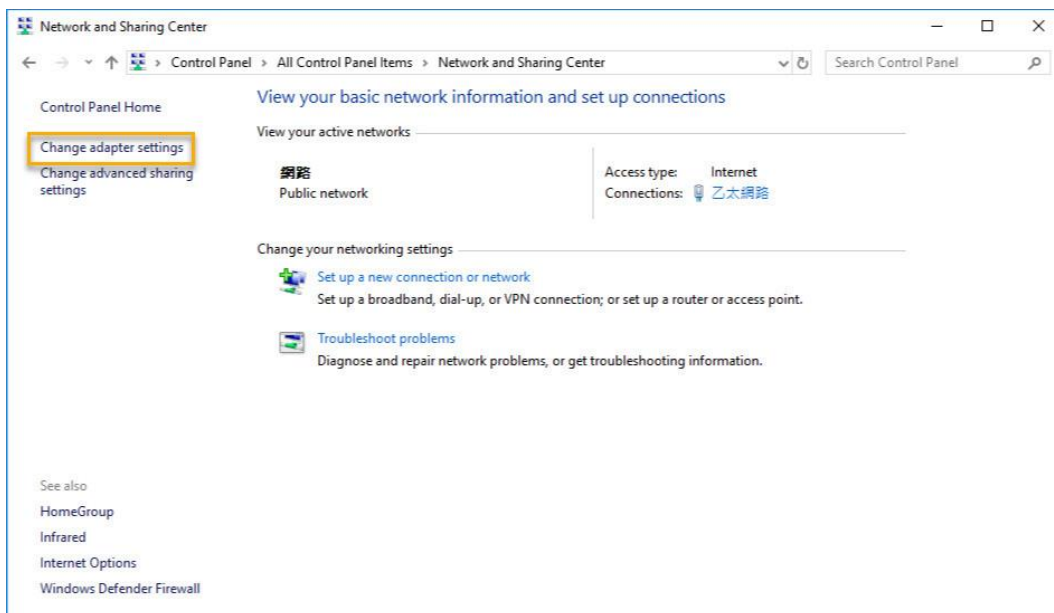 Network and Sharing Center
Control Panel > All Control Panel Items > Network and Sharing Center
Search Control Panel
Control Panel Home
Change adapter settings
Change advanced sharing
settings
View your basic network information and set up connections
View your active networks
網路
Public network
Access type: Internet
Connections: 乙太網路
Change your networking settings
Set up a new connection or network
Set up a broadband, dial-up, or VPN connection; or set up a router or access point.
Troubleshoot problems
Diagnose and repair network problems, or get troubleshooting information.
See also
HomeGroup
Infrared
Internet Options
Windows Defender Firewall